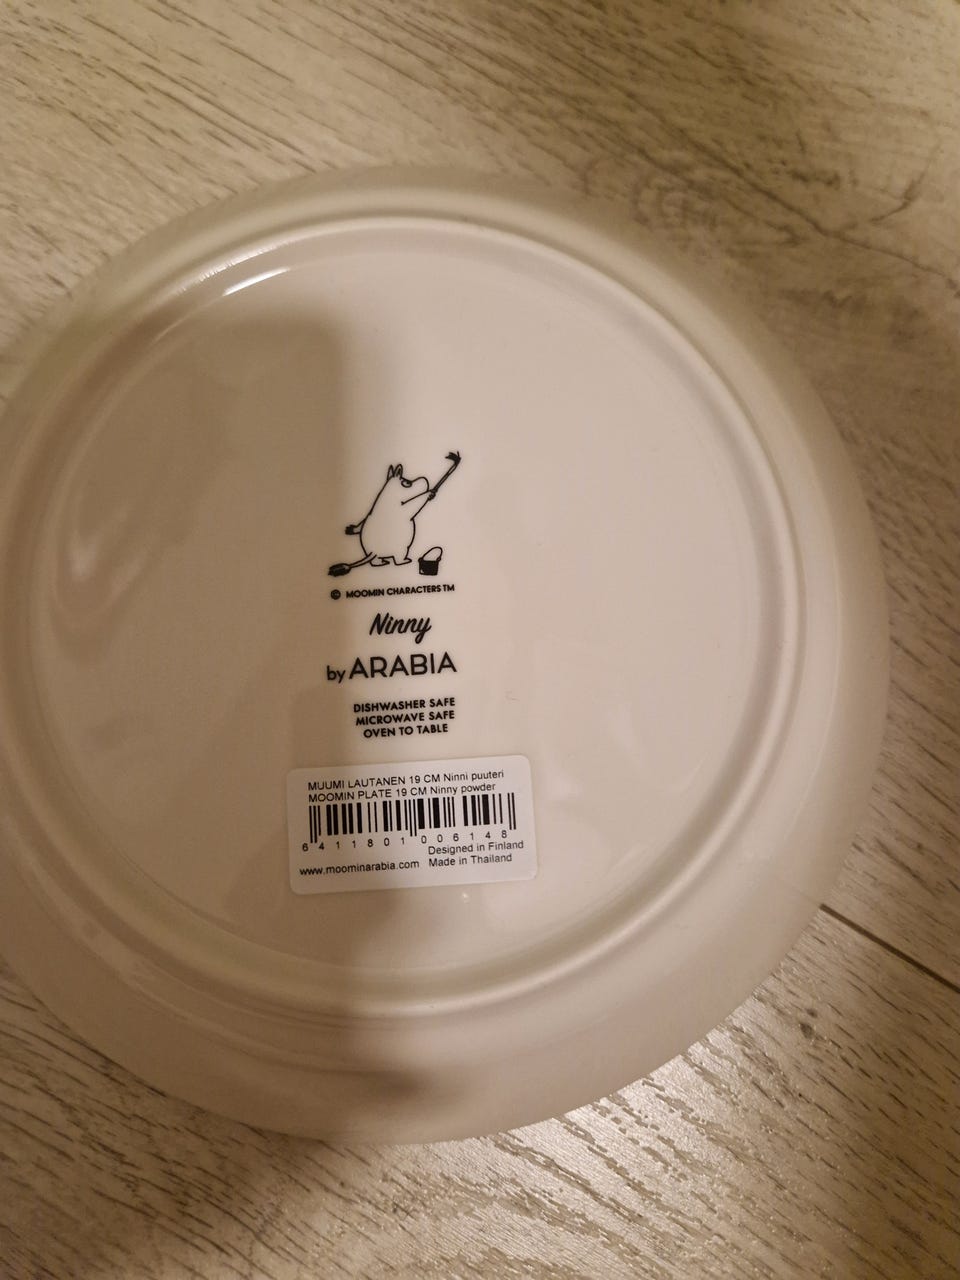 © MOOMIN CHARACTERS TM
Ninny
by ARABIA
DISHWASHER SAFE
MICROWAVE SAFE
OVEN TO TABLE
MUUMI LAUTANEN 19 CM Ninni puuteri
MOOMIN PLATE 19 CM Ninny powder
6 411801 006148
Designed in Finland
www.moominarabia.com Made in Thailand